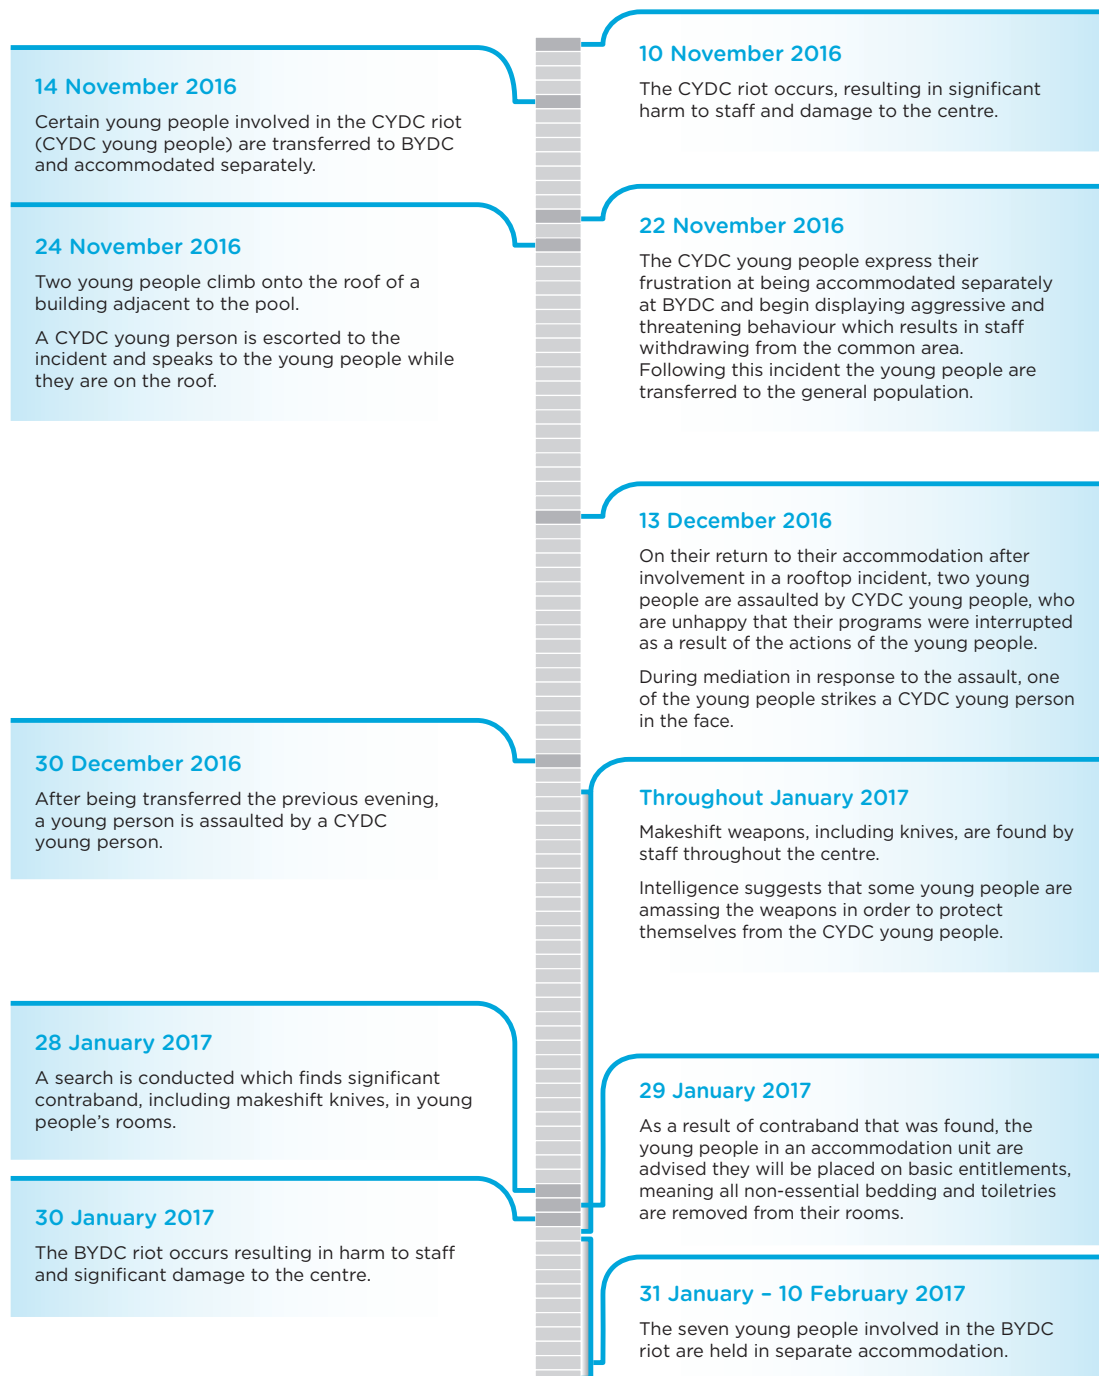 10 November 2016
The CYDC riot occurs, resulting in significant
harm to staff and damage to the centre.
14 November 2016
Certain young people involved in the CYDC riot
(CYDC young people) are transferred to BYDC
and accommodated separately.
22 November 2016
The CYDC young people express their
frustration at being accommodated separately
at BYDC and begin displaying aggressive and
threatening behaviour which results in staff
withdrawing from the common area.
Following this incident the young people are
transferred to the general population.
24 November 2016
Two young people climb onto the roof of a
building adjacent to the pool.
A CYDC young person is escorted to the
incident and speaks to the young people while
they are on the roof.
13 December 2016
On their return to their accommodation after
involvement in a rooftop incident, two young
people are assaulted by CYDC young people, who
are unhappy that their programs were interrupted
as a result of the actions of the young people.
During mediation in response to the assault, one
of the young people strikes a CYDC young person
in the face.
30 December 2016
After being transferred the previous evening,
a young person is assaulted by a CYDC
young person.
Throughout January 2017
Makeshift weapons, including knives, are found by
staff throughout the centre.
Intelligence suggests that some young people are
amassing the weapons in order to protect
themselves from the CYDC young people.
28 January 2017
A search is conducted which finds significant
contraband, including makeshift knives, in young
people's rooms.
29 January 2017
As a result of contraband that was found, the
young people in an accommodation unit are
advised they will be placed on basic entitlements,
meaning all non-essential bedding and toiletries
are removed from their rooms.
30 January 2017
The BYDC riot occurs resulting in harm to staff
and significant damage to the centre.
31 January – 10 February 2017
The seven young people involved in the BYDC
riot are held in separate accommodation.